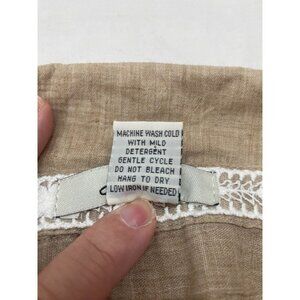 MACHINE WASH COLD
WITH MILD
DETERGENT
GENTLE CYCLE
DO NOT BLEACH
HANG TO DRY
LOW IRON IF NEEDED